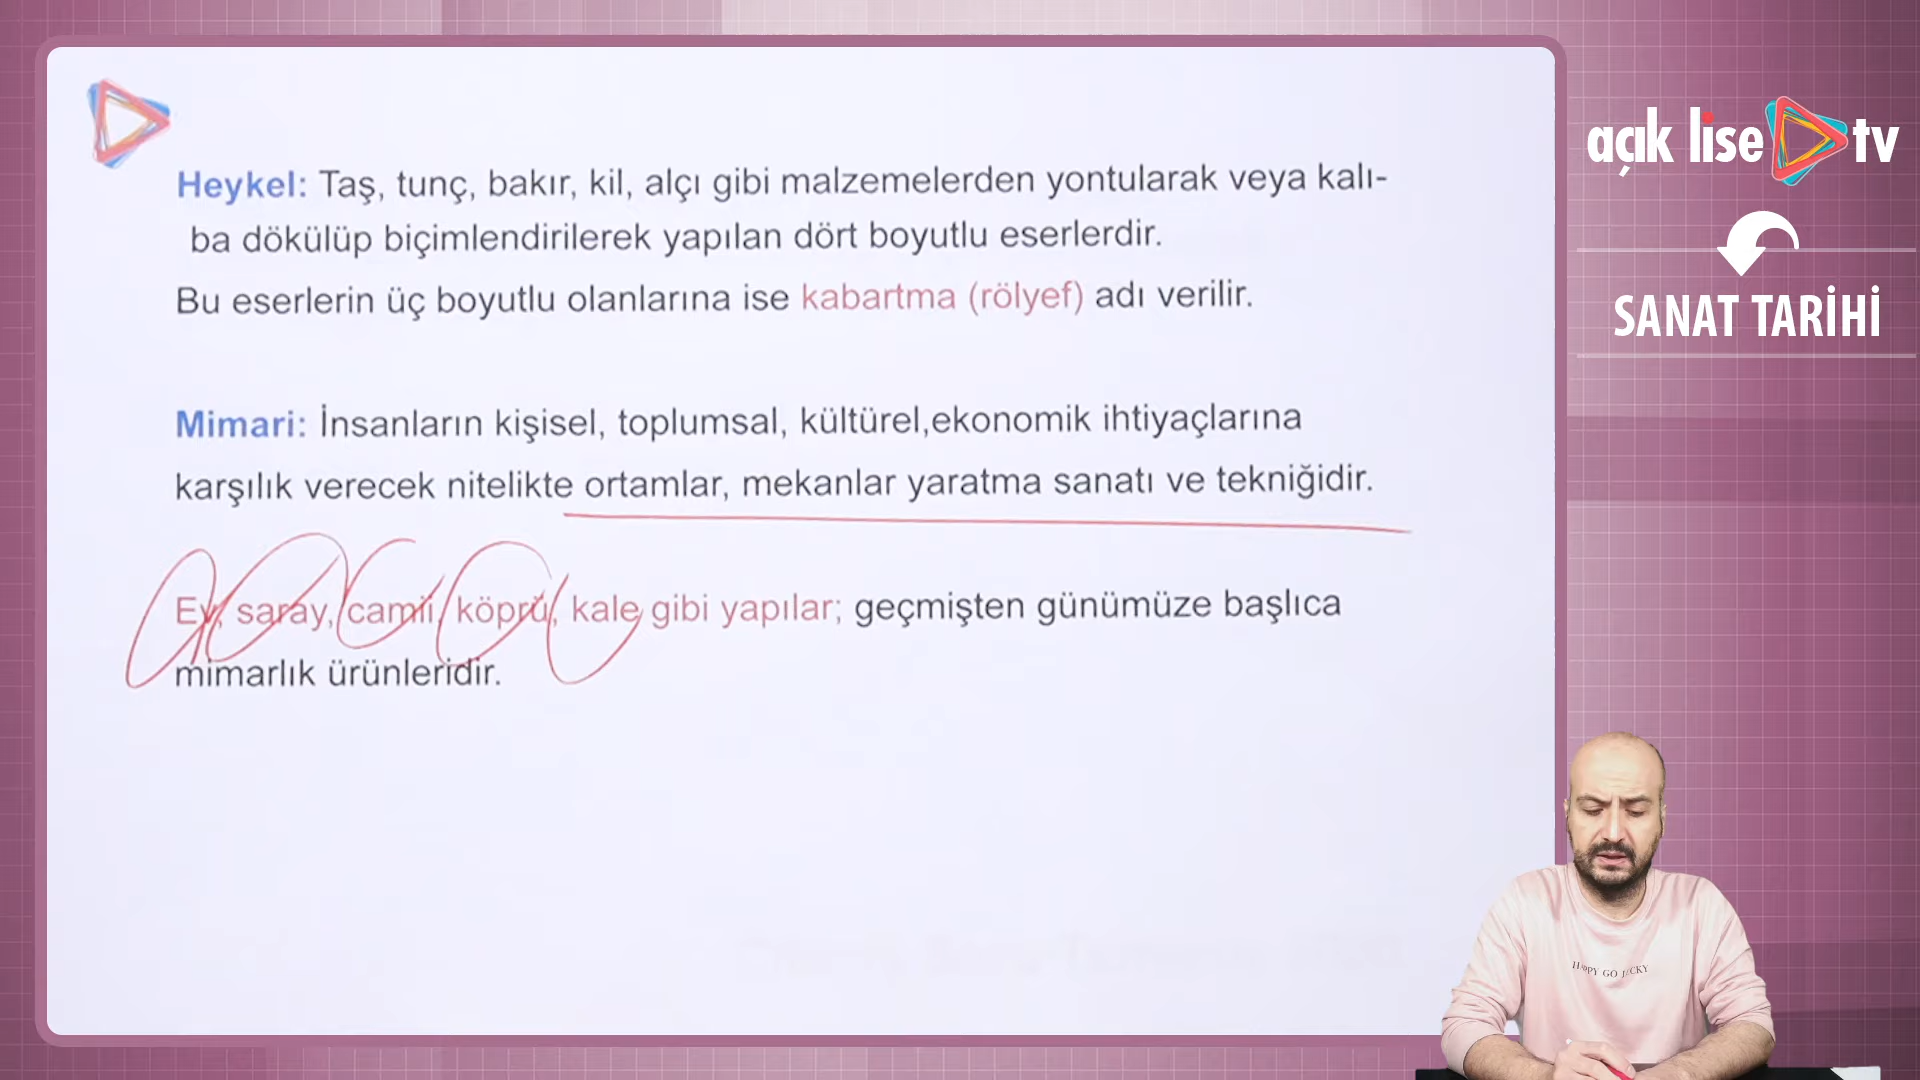 açık lise tv
SANAT TARİHİ
Heykel: Taş, tunç, bakır, kil, alçı gibi malzemelerden yontularak veya kalı-
ba dökülüp biçimlendirilerek yapılan dört boyutlu eserlerdir.
Bu eserlerin üç boyutlu olanlarına ise kabartma (rölyef) adı verilir.
Mimari: İnsanların kişisel, toplumsal, kültürel,ekonomik ihtiyaçlarına
karşılık verecek nitelikte ortamlar, mekanlar yaratma sanatı ve tekniğidir.
Ev, saray, camii, köprü, kale gibi yapılar; geçmişten günümüze başlıca
mimarlık ürünleridir.
HAPPY GO LUCKY